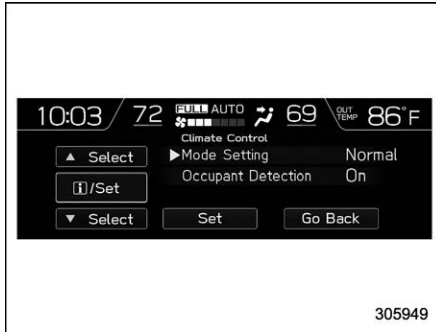 10:03 72 FULL AUTO 69 OUT TEMP 86°F
Climate Control
▲ Select ▶Mode Setting Normal
i/Set Occupant Detection On
▼ Select Set Go Back
305949